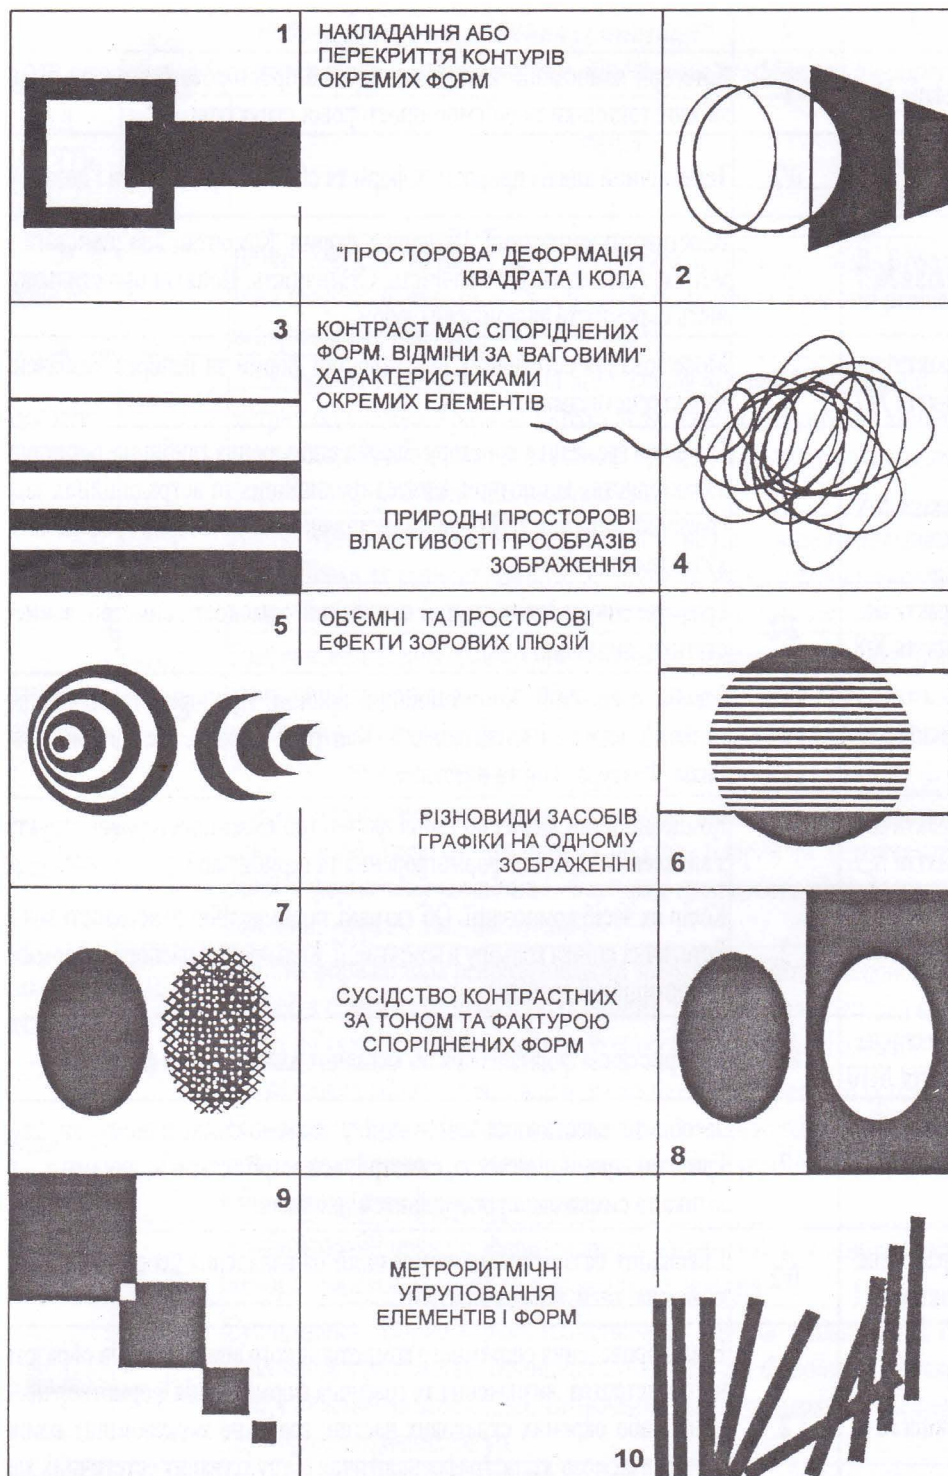 1
НАКЛАДАННЯ АБО
ПЕРЕКРИТТЯ КОНТУРІВ
ОКРЕМИХ ФОРМ
"ПРОСТОРОВА" ДЕФОРМАЦІЯ
КВАДРАТА І КОЛА
2
3
КОНТРАСТ МАС СПОРІДНЕНИХ
ФОРМ. ВІДМІНИ ЗА "ВАГОВИМИ"
ХАРАКТЕРИСТИКАМИ
ОКРЕМИХ ЕЛЕМЕНТІВ
ПРИРОДНІ ПРОСТОРОВІ
ВЛАСТИВОСТІ ПРООБРАЗІВ
ЗОБРАЖЕННЯ
4
5
ОБ'ЄМНІ ТА ПРОСТОРОВІ
ЕФЕКТИ ЗОРОВИХ ІЛЮЗІЙ
РІЗНОВИДИ ЗАСОБІВ
ГРАФІКИ НА ОДНОМУ
ЗОБРАЖЕННІ
6
7
СУСІДСТВО КОНТРАСТНИХ
ЗА ТОНОМ ТА ФАКТУРОЮ
СПОРІДНЕНИХ ФОРМ
8
9
МЕТРОРИТМІЧНІ
УГРУПОВАННЯ
ЕЛЕМЕНТІВ І ФОРМ
10